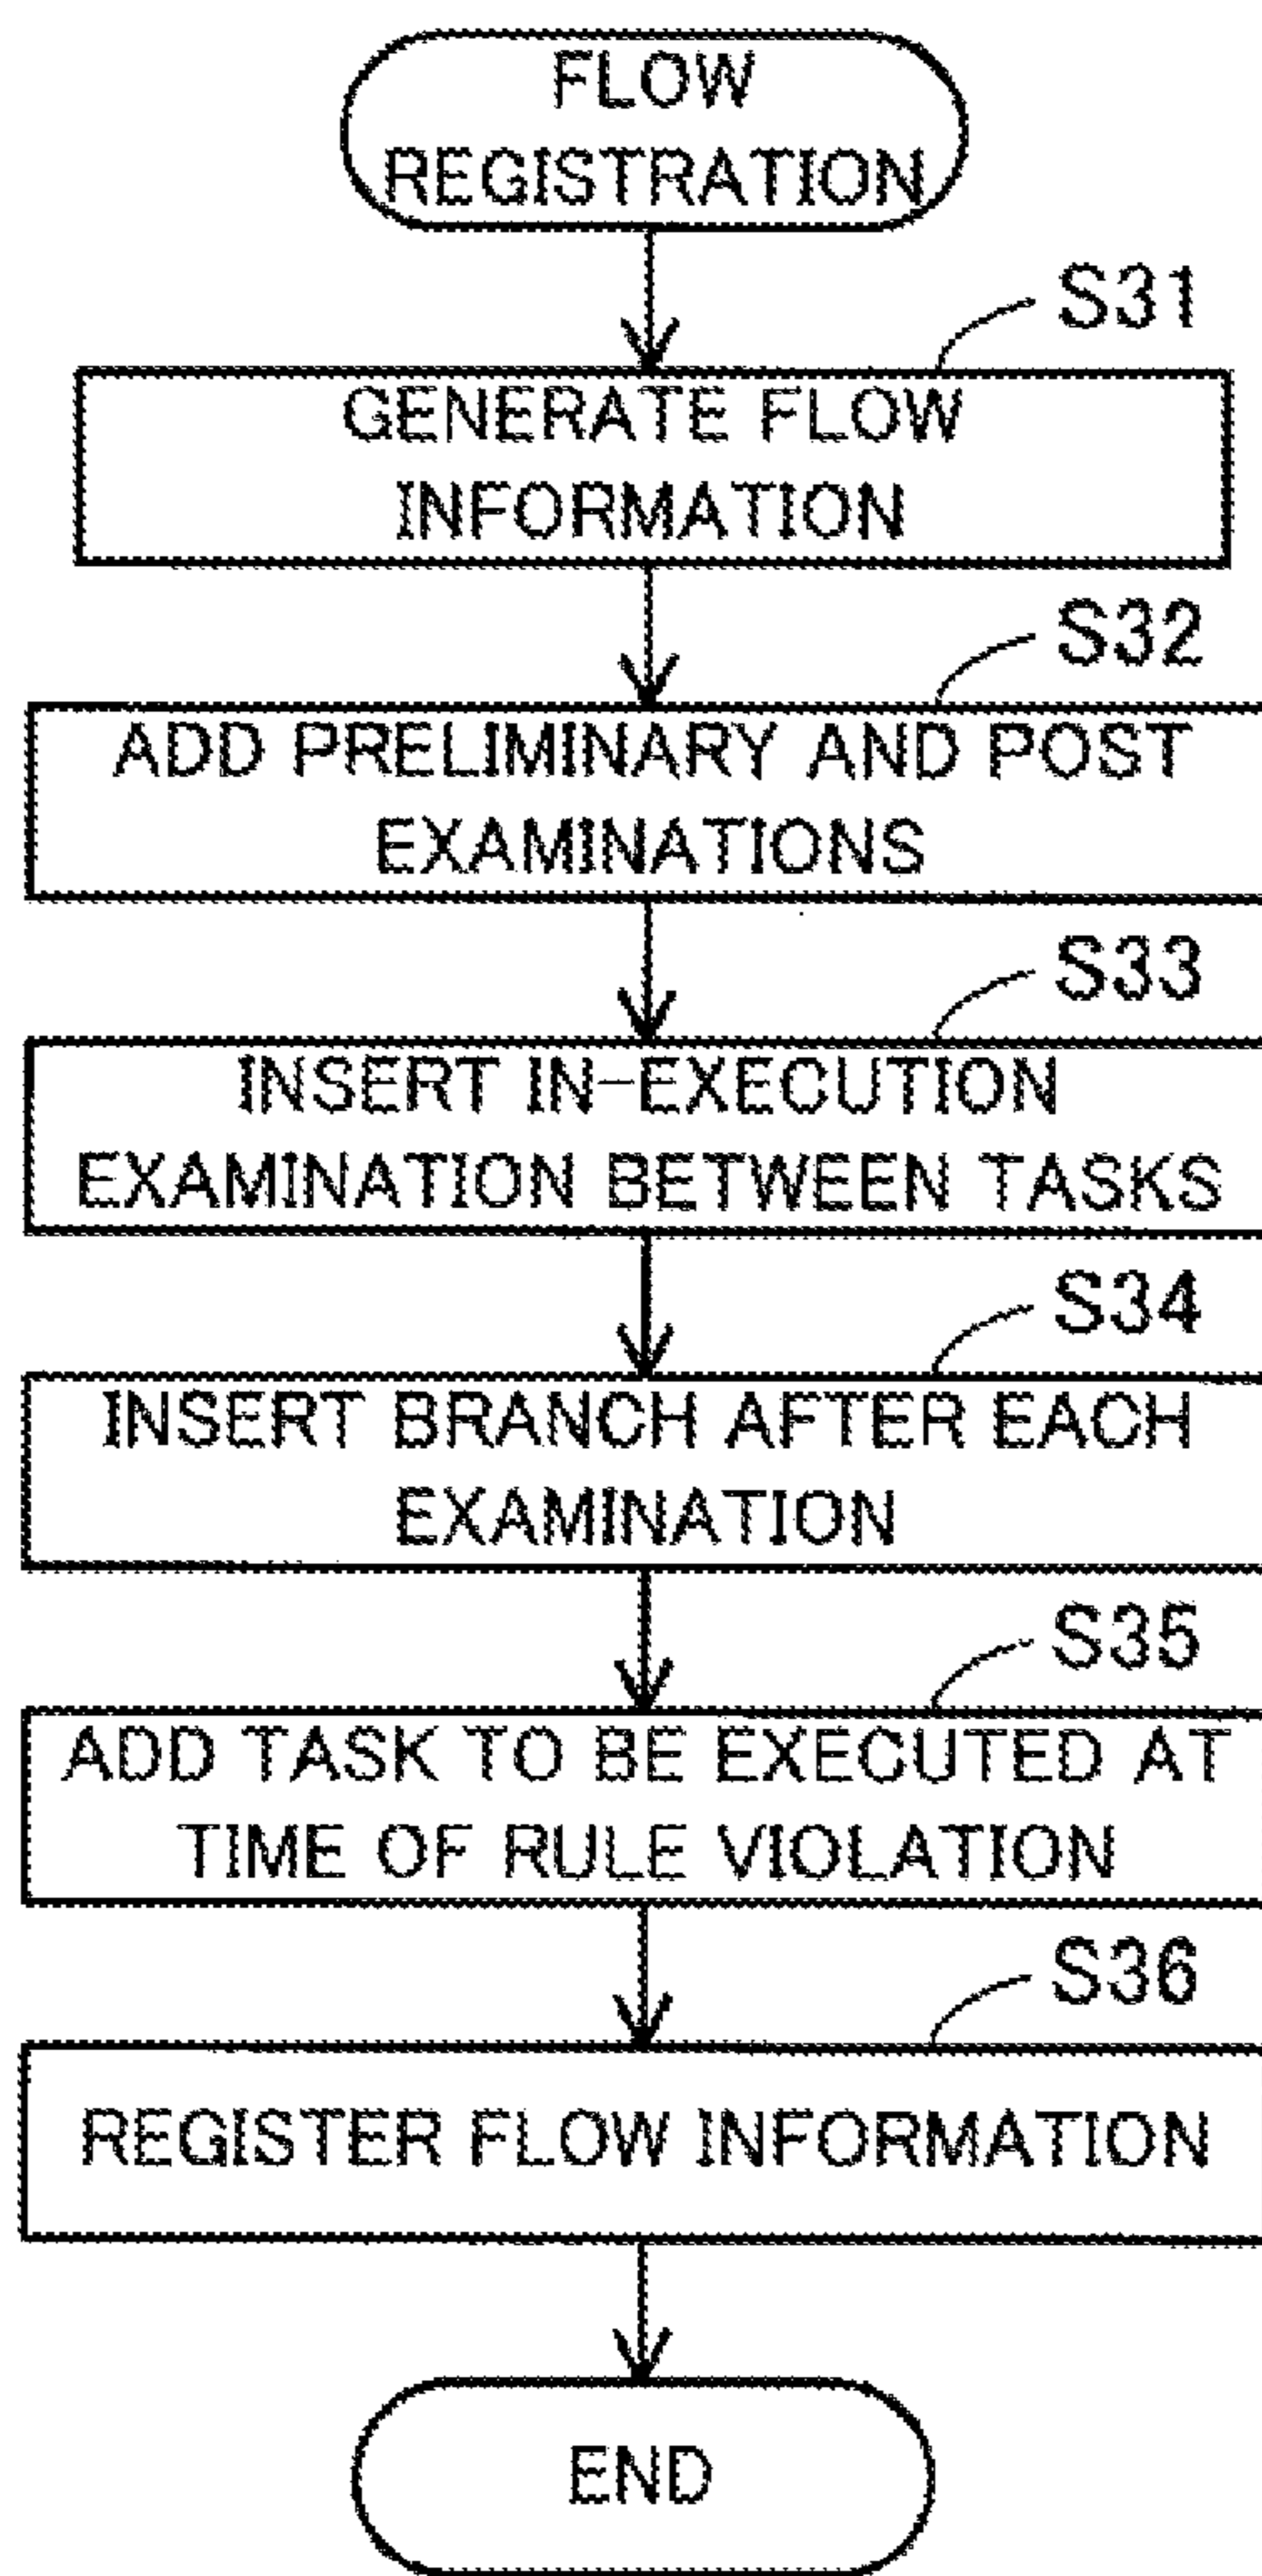 FLOW
REGISTRATION
S31
GENERATE FLOW
INFORMATION
S32
ADD PRELIMINARY AND POST
EXAMINATIONS
S33
INSERT IN-EXECUTION
EXAMINATION BETWEEN TASKS
S34
INSERT BRANCH AFTER EACH
EXAMINATION
S35
ADD TASK TO BE EXECUTED AT
TIME OF RULE VIOLATION
S36
REGISTER FLOW INFORMATION
END